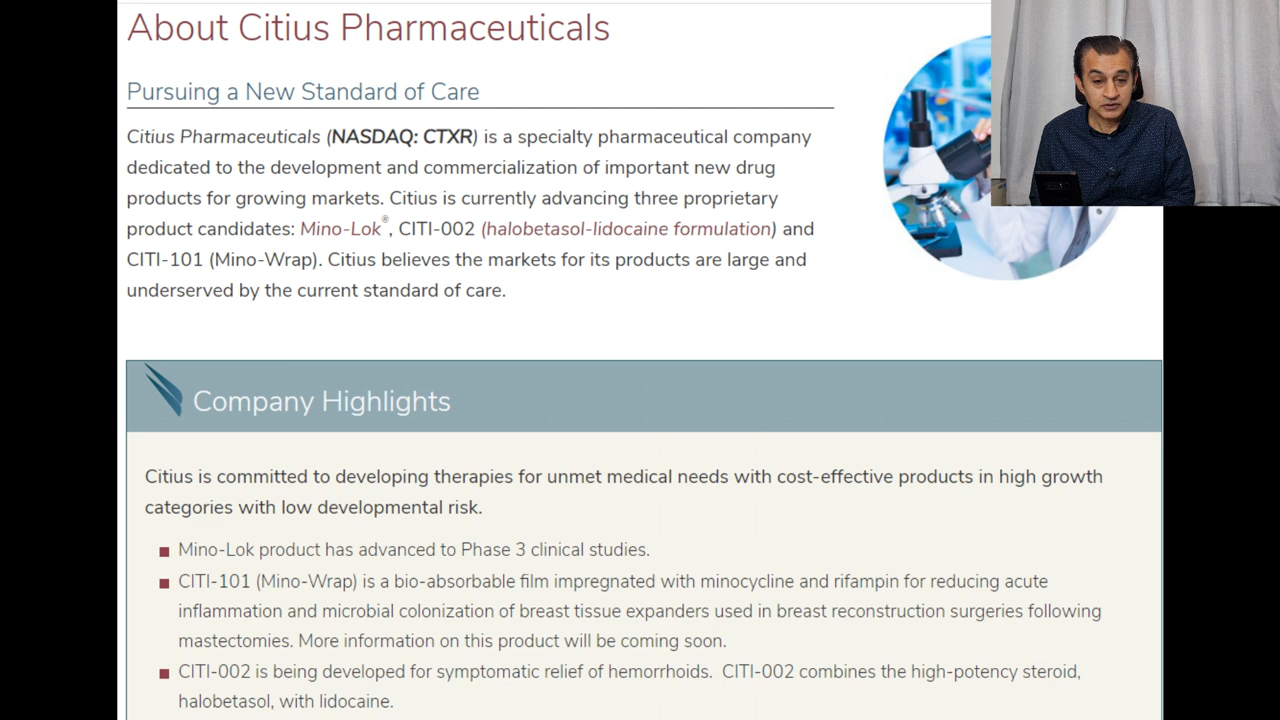 About Citius Pharmaceuticals
Pursuing a New Standard of Care
Citius Pharmaceuticals (NASDAQ: CTXR) is a specialty pharmaceutical company
dedicated to the development and commercialization of important new drug
products for growing markets. Citius is currently advancing three proprietary
product candidates: Mino-Lok®, CITI-002 (halobetasol-lidocaine formulation) and
CITI-101 (Mino-Wrap). Citius believes the markets for its products are large and
underserved by the current standard of care.
Company Highlights
Citius is committed to developing therapies for unmet medical needs with cost-effective products in high growth
categories with low developmental risk.
Mino-Lok product has advanced to Phase 3 clinical studies.
CITI-101 (Mino-Wrap) is a bio-absorbable film impregnated with minocycline and rifampin for reducing acute
inflammation and microbial colonization of breast tissue expanders used in breast reconstruction surgeries following
mastectomies. More information on this product will be coming soon.
CITI-002 is being developed for symptomatic relief of hemorrhoids. CITI-002 combines the high-potency steroid,
halobetasol, with lidocaine.